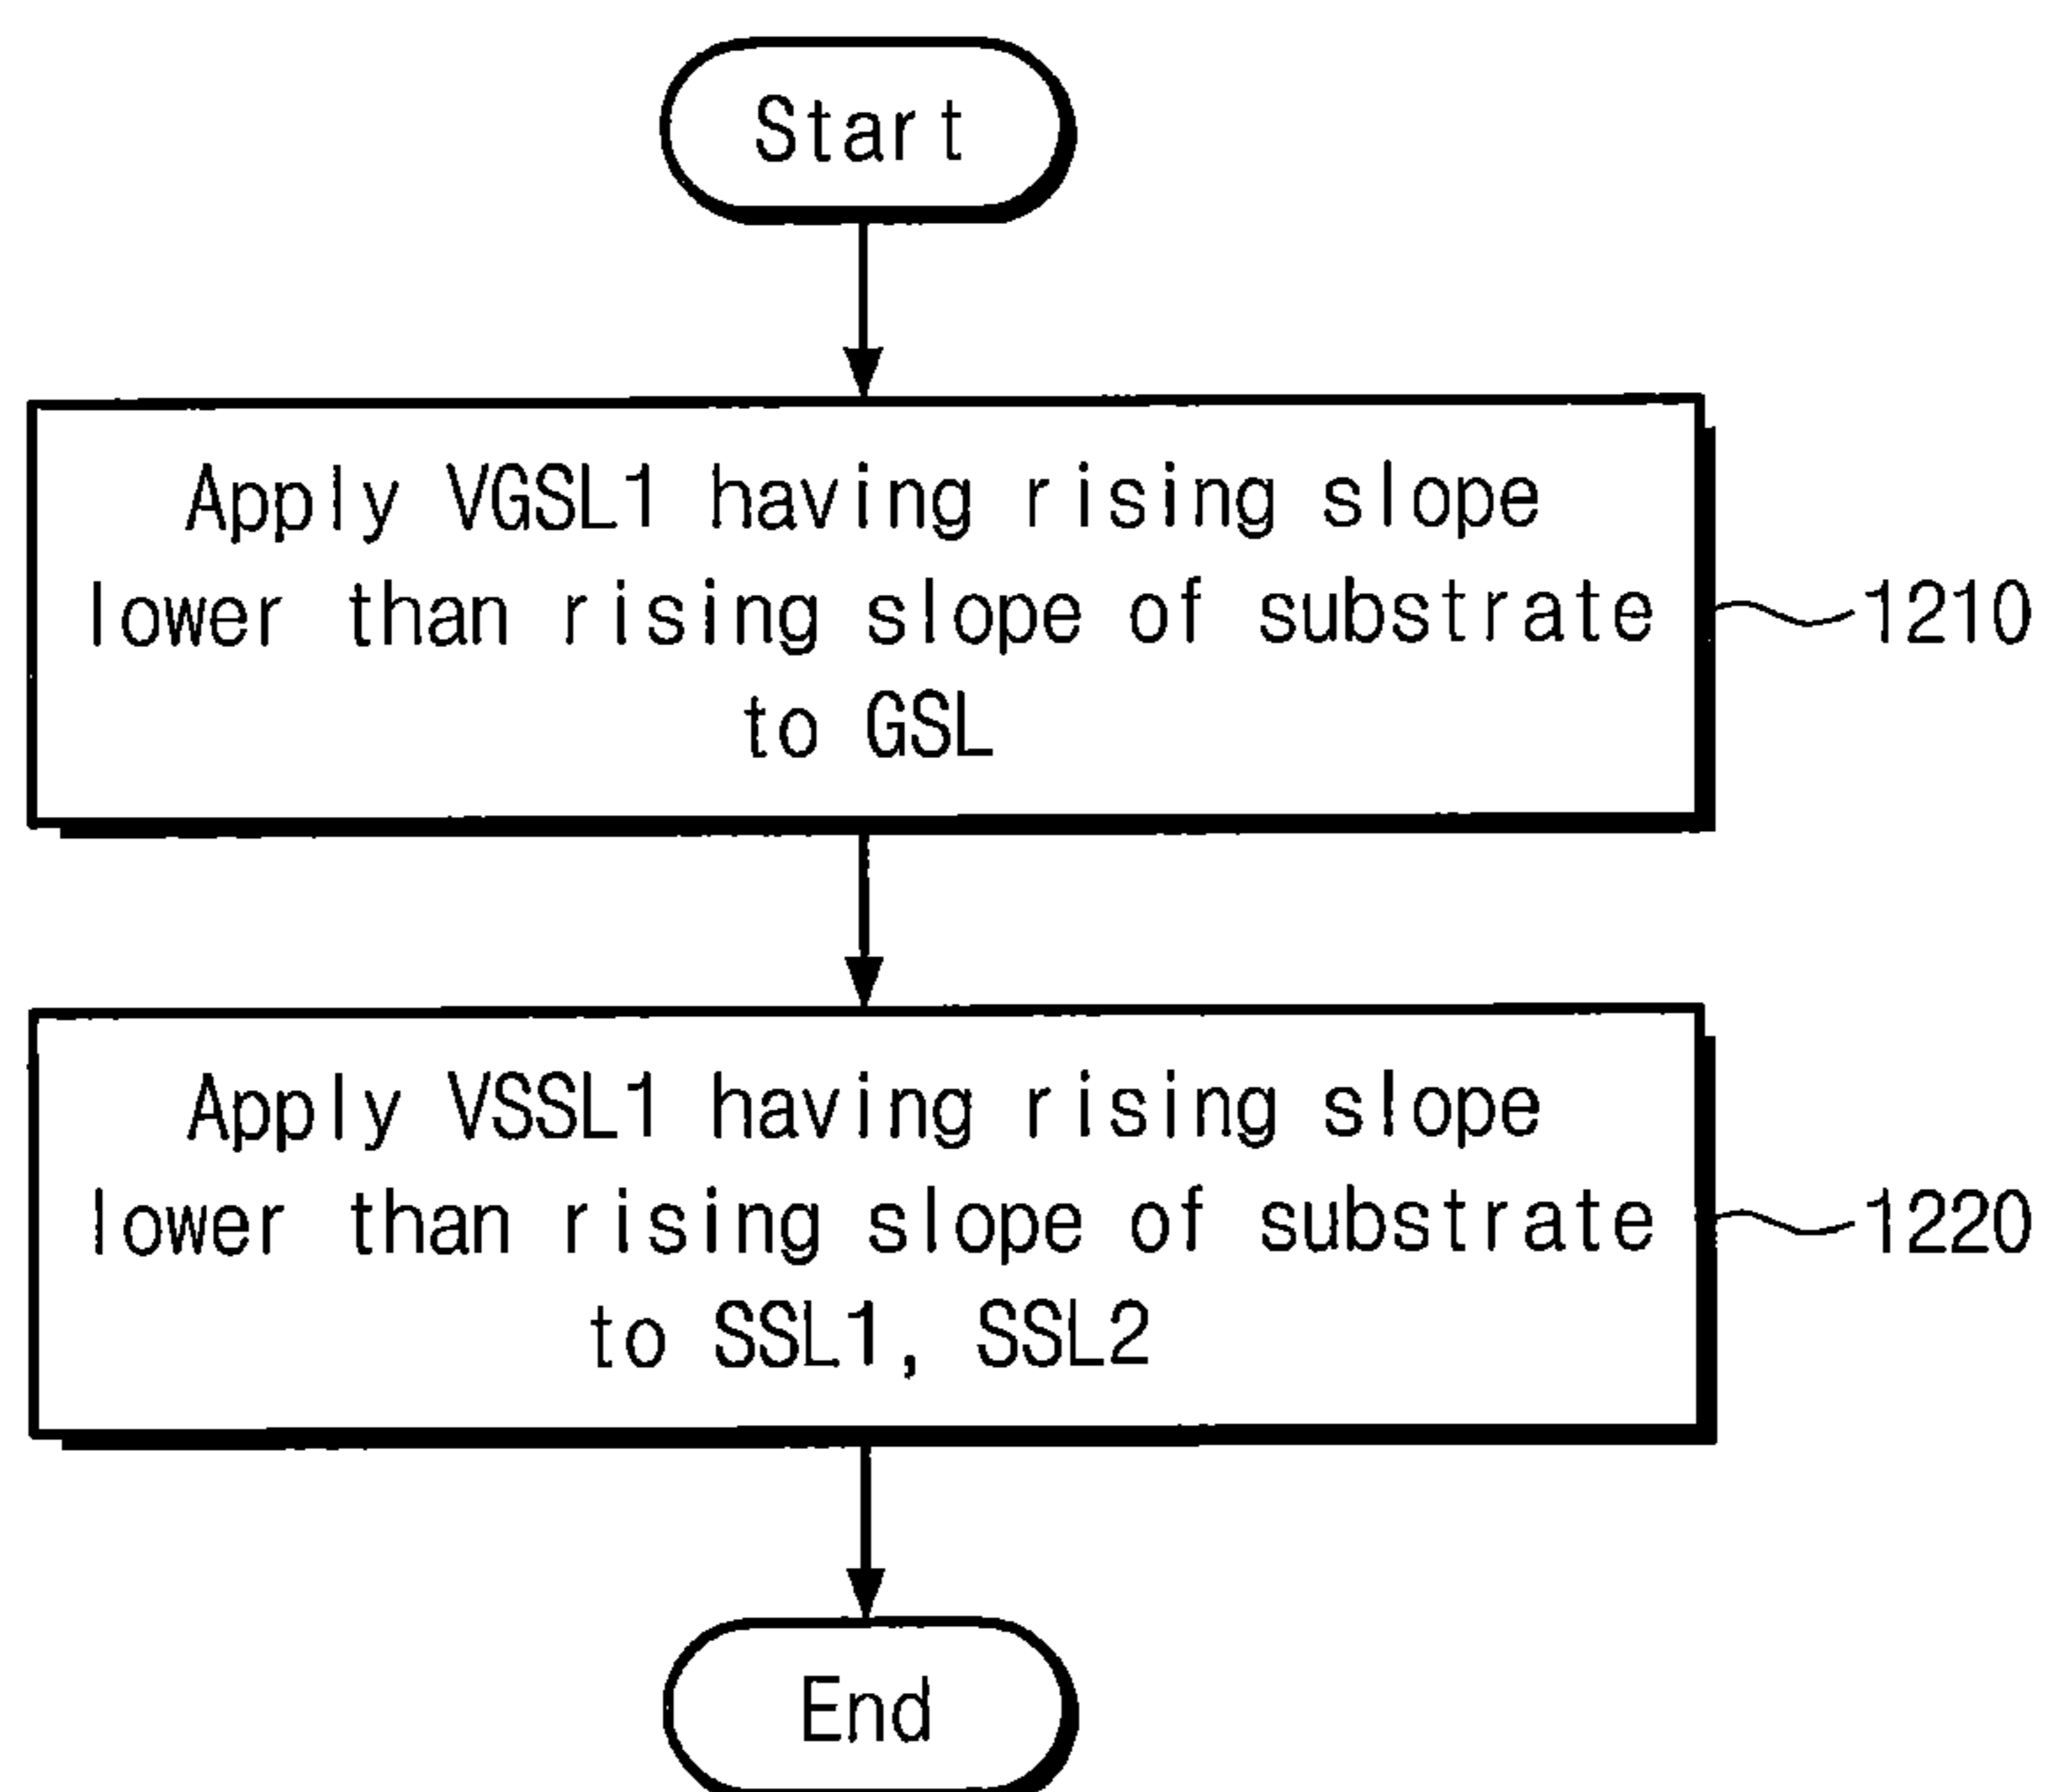 Start
Apply VGSL1 having rising slope
lower than rising slope of substrate
to GSL
1210
Apply VSSL1 having rising slope
lower than rising slope of substrate
to SSL1, SSL2
1220
End